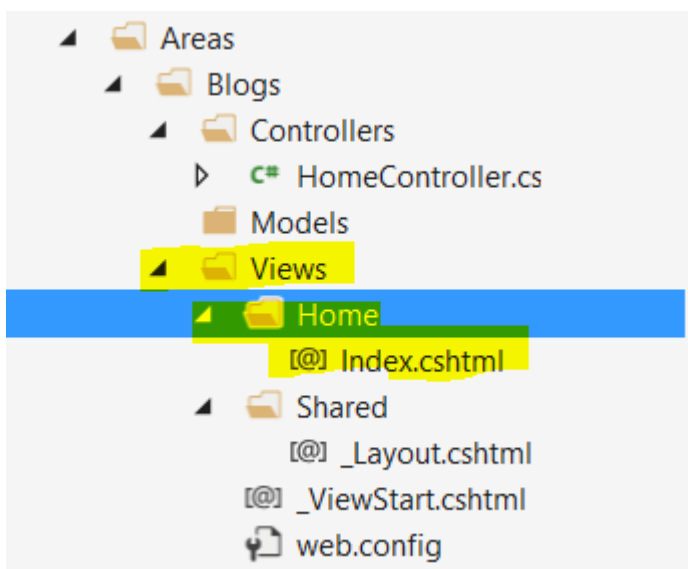 Areas
Blogs
Controllers
C# HomeController.cs
Models
Views
Home
[@] Index.cshtml
Shared
[@] _Layout.cshtml
[@] _ViewStart.cshtml
web.config